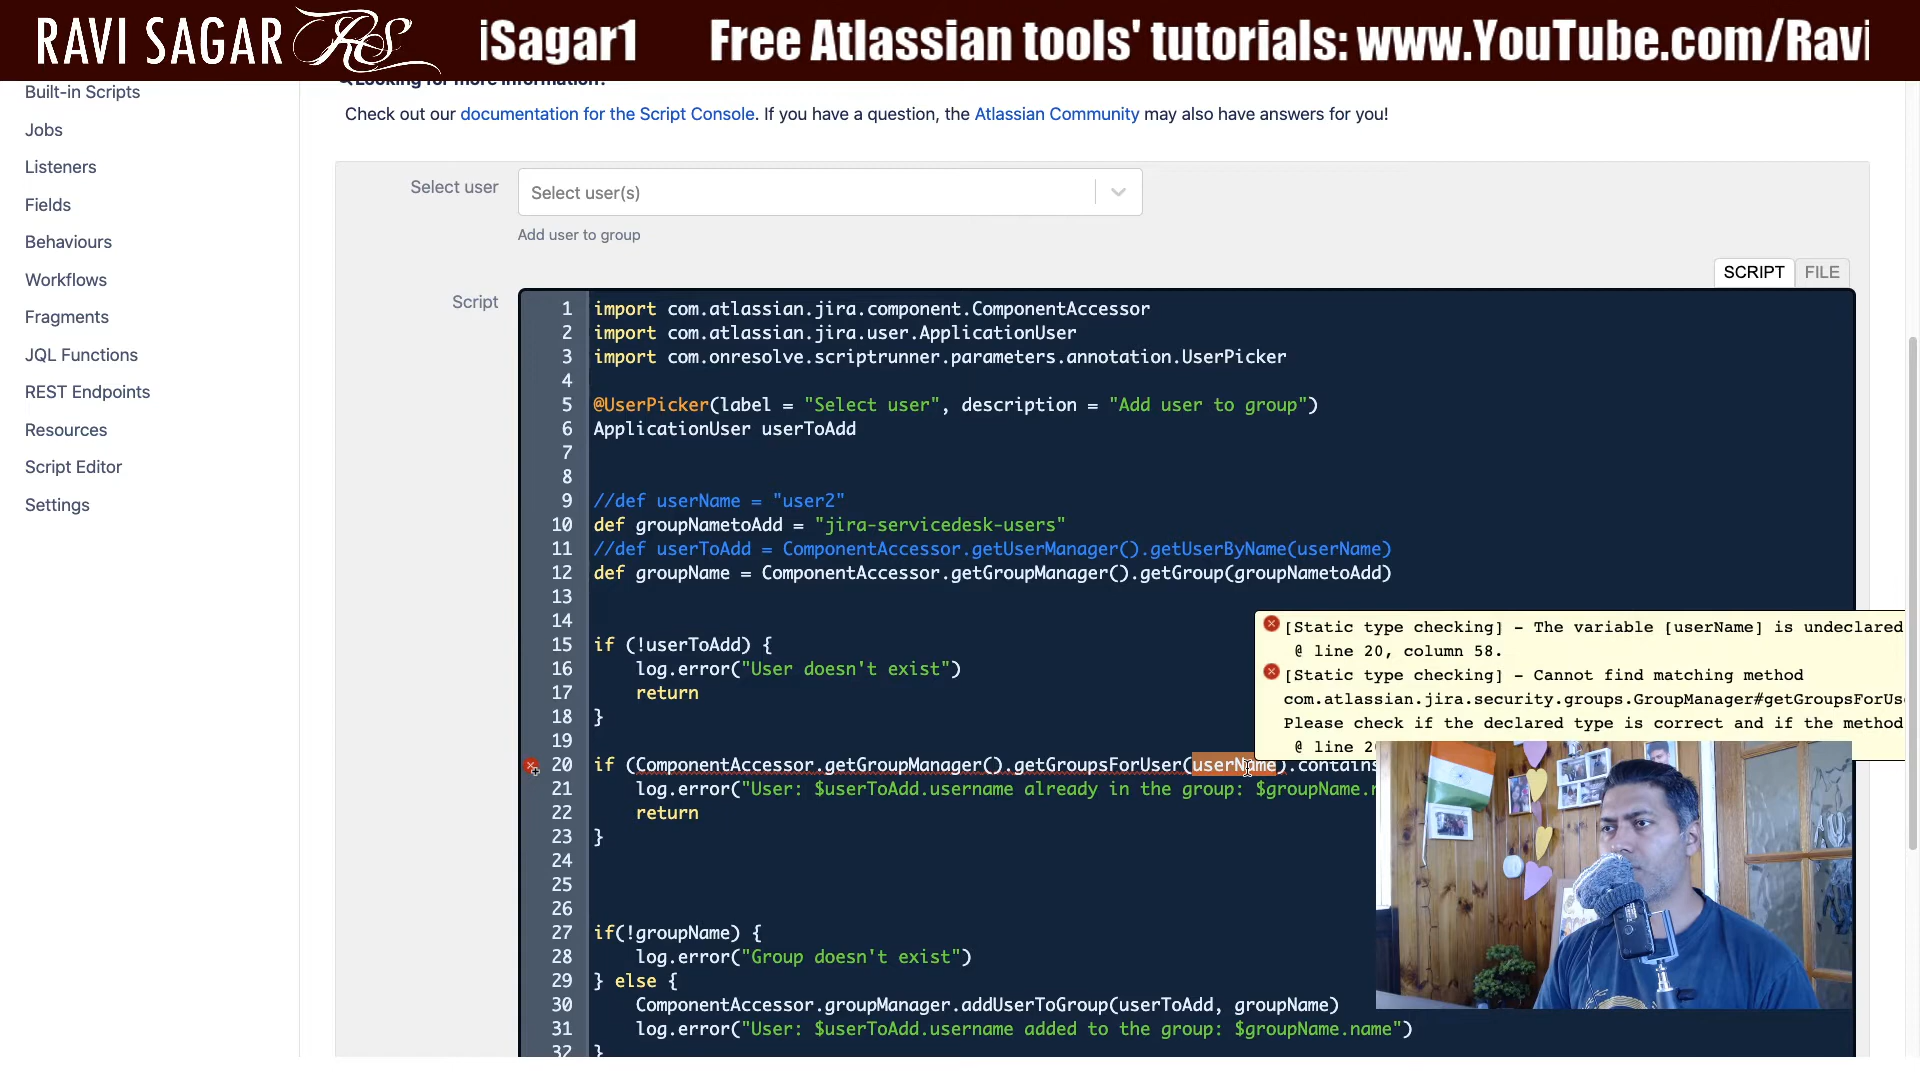 RAVI SAGAR RS iSagar1 Free Atlassian tools' tutorials: www.YouTube.com/Ravi
Looking for more information?
Built-in Scripts
Jobs
Listeners
Fields
Behaviours
Workflows
Fragments
JQL Functions
REST Endpoints
Resources
Script Editor
Settings
Check out our documentation for the Script Console. If you have a question, the Atlassian Community may also have answers for you!
Select user
Select user(s)
Add user to group
SCRIPT FILE
Script
1 import com.atlassian.jira.component.ComponentAccessor
2 import com.atlassian.jira.user.ApplicationUser
3 import com.onresolve.scriptrunner.parameters.annotation.UserPicker
4
5 @UserPicker(label = "Select user", description = "Add user to group")
6 ApplicationUser userToAdd
7
8
9 //def userName = "user2"
10 def groupNametoAdd = "jira-servicedesk-users"
11 //def userToAdd = ComponentAccessor.getUserManager().getUserByName(userName)
12 def groupName = ComponentAccessor.getGroupManager().getGroup(groupNametoAdd)
13
14
15 if (!userToAdd) {
16 log.error("User doesn't exist")
17 return
18 }
19
20 if (ComponentAccessor.getGroupManager().getGroupsForUser(userName).contains
21 log.error("User: $userToAdd.username already in the group: $groupName.n
22 return
23 }
24
25
26
27 if(!groupName) {
28 log.error("Group doesn't exist")
29 } else {
30 ComponentAccessor.groupManager.addUserToGroup(userToAdd, groupName)
31 log.error("User: $userToAdd.username added to the group: $groupName.name")
32 }
[Static type checking] - The variable [userName] is undeclared
@ line 20, column 58.
[Static type checking] - Cannot find matching method
com.atlassian.jira.security.groups.GroupManager#getGroupsForUs
Please check if the declared type is correct and if the method
@ line 2